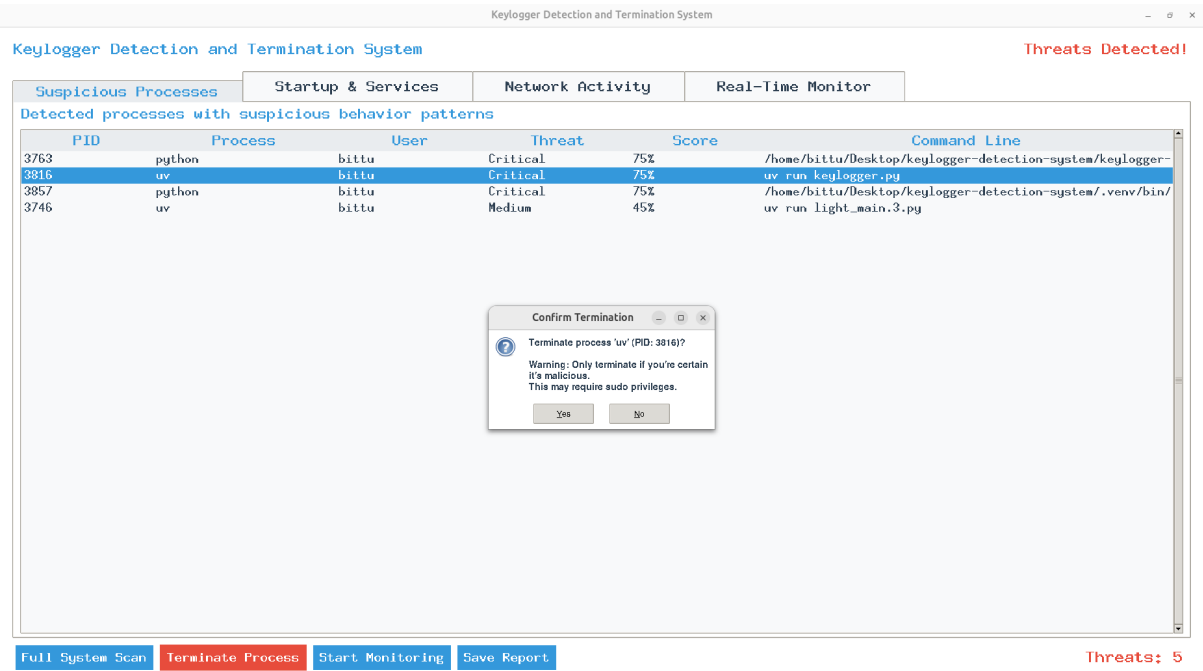 Keylogger Detection and Termination System
Keylogger Detection and Termination System Threats Detected!
Suspicious Processes Startup & Services Network Activity Real-Time Monitor
Detected processes with suspicious behavior patterns
PID Process User Threat Score Command Line
3763 python bittu Critical 75% /home/bittu/Desktop/keylogger-detection-system/keylogger-
3816 uv bittu Critical 75% uv run keylogger.py
3857 python bittu Critical 75% /home/bittu/Desktop/keylogger-detection-system/.venv/bin/
3746 uv bittu Medium 45% uv run light_main.3.py
Confirm Termination
Terminate process 'uv' (PID: 3816)?
Warning: Only terminate if you're certain
it's malicious.
This may require sudo privileges.
Yes No
Full System Scan Terminate Process Start Monitoring Save Report Threats: 5